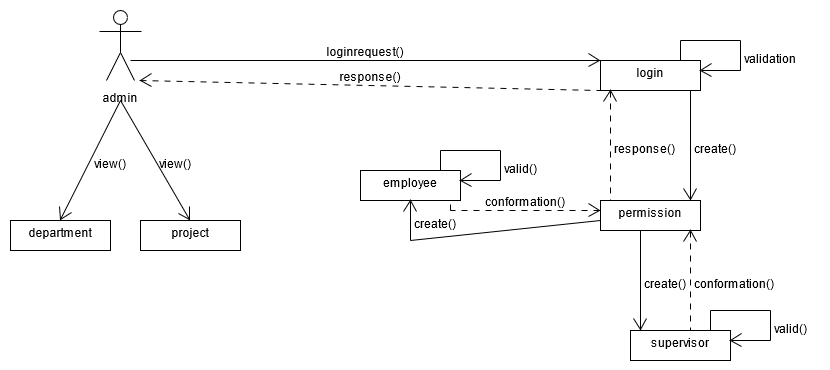 loginrequest()
validation
login
response()
admin
response()
create()
view()
view()
valid()
employee
conformation()
permission
create()
department
project
create()
conformation()
valid()
supervisor